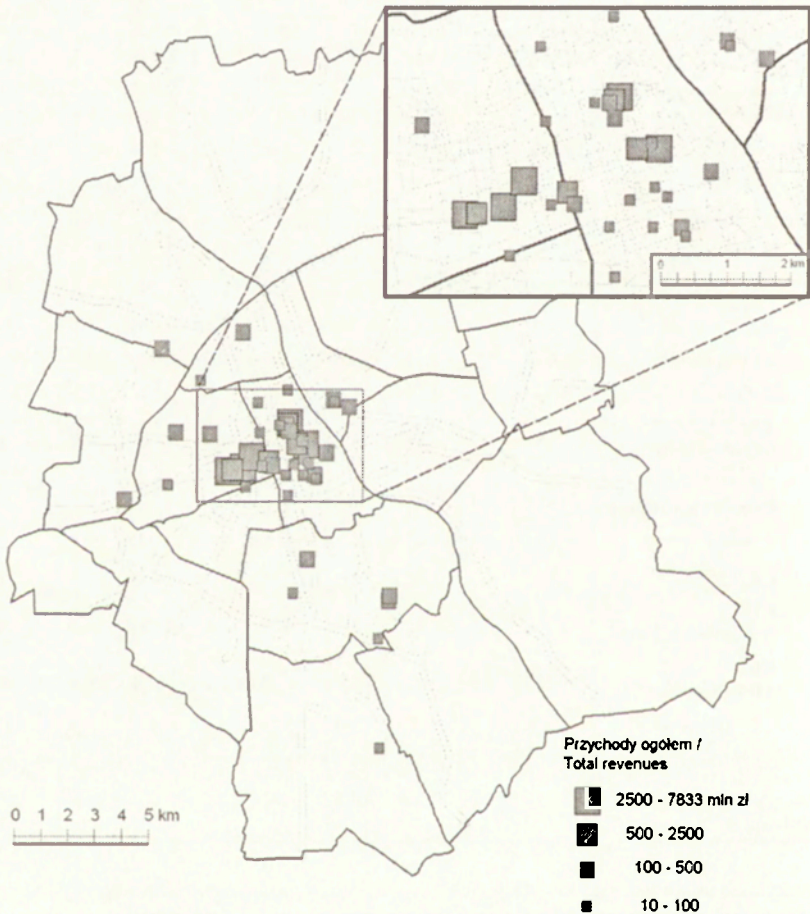 0 1 2 km
0 1 2 3 4 5 km
Przychody ogółem /
Total revenues
2500 - 7833 mln zł
500 - 2500
100 - 500
10 - 100